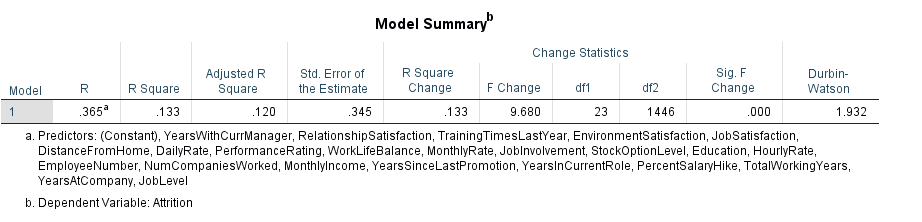 Model Summaryb
Change Statistics
Model R R Square Adjusted R Square Std. Error of the Estimate R Square Change F Change df1 df2 Sig. F Change Durbin-Watson
1 .365a .133 .120 .345 .133 9.680 23 1446 .000 1.932
a. Predictors: (Constant), YearsWithCurrManager, RelationshipSatisfaction, TrainingTimesLastYear, EnvironmentSatisfaction, JobSatisfaction,
DistanceFromHome, DailyRate, PerformanceRating, WorkLifeBalance, MonthlyRate, JobInvolvement, StockOptionLevel, Education, HourlyRate,
EmployeeNumber, NumCompaniesWorked, MonthlyIncome, YearsSinceLastPromotion, YearsInCurrentRole, PercentSalaryHike, TotalWorkingYears,
YearsAtCompany, JobLevel
b. Dependent Variable: Attrition